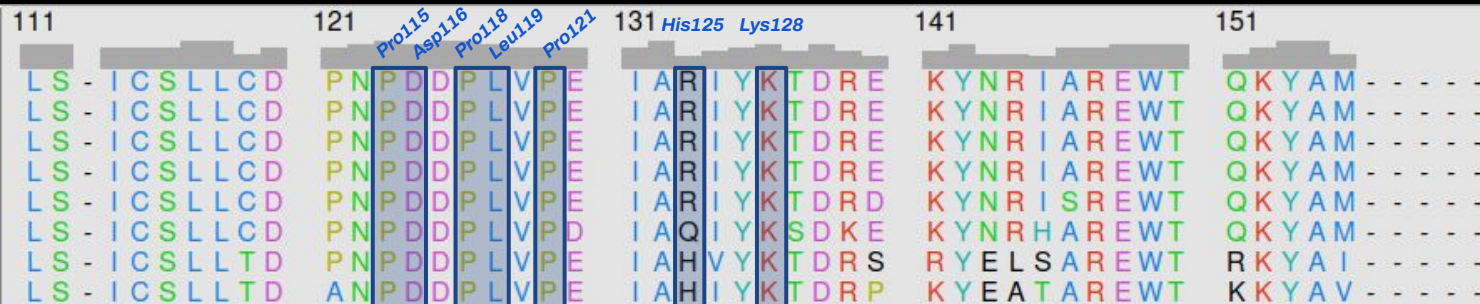 111 121 131 141 151
Pro115 Asp116 Pro118 Leu119 Pro121 His125 Lys128
L S - I C S L L C D P N P D D P L V P E I A R I Y K T D R E K Y N R I A R E W T Q K Y A M - - - - -
L S - I C S L L C D P N P D D P L V P E I A R I Y K T D R E K Y N R I A R E W T Q K Y A M - - - - -
L S - I C S L L C D P N P D D P L V P E I A R I Y K T D R E K Y N R I A R E W T Q K Y A M - - - - -
L S - I C S L L C D P N P D D P L V P E I A R I Y K T D R E K Y N R I A R E W T Q K Y A M - - - - -
L S - I C S L L C D P N P D D P L V P E I A R I Y K T D R D K Y N R I S R E W T Q K Y A M - - - - -
L S - I C S L L C D P N P D D P L V P D I A Q I Y K S D K E K Y N R H A R E W T Q K Y A M - - - - -
L S - I C S L L T D P N P D D P L V P E I A H V Y K T D R S R Y E L S A R E W T R K Y A I - - - - -
L S - I C S L L T D A N P D D P L V P E I A H I Y K T D R P K Y E A T A R E W T K K Y A V - - - - -